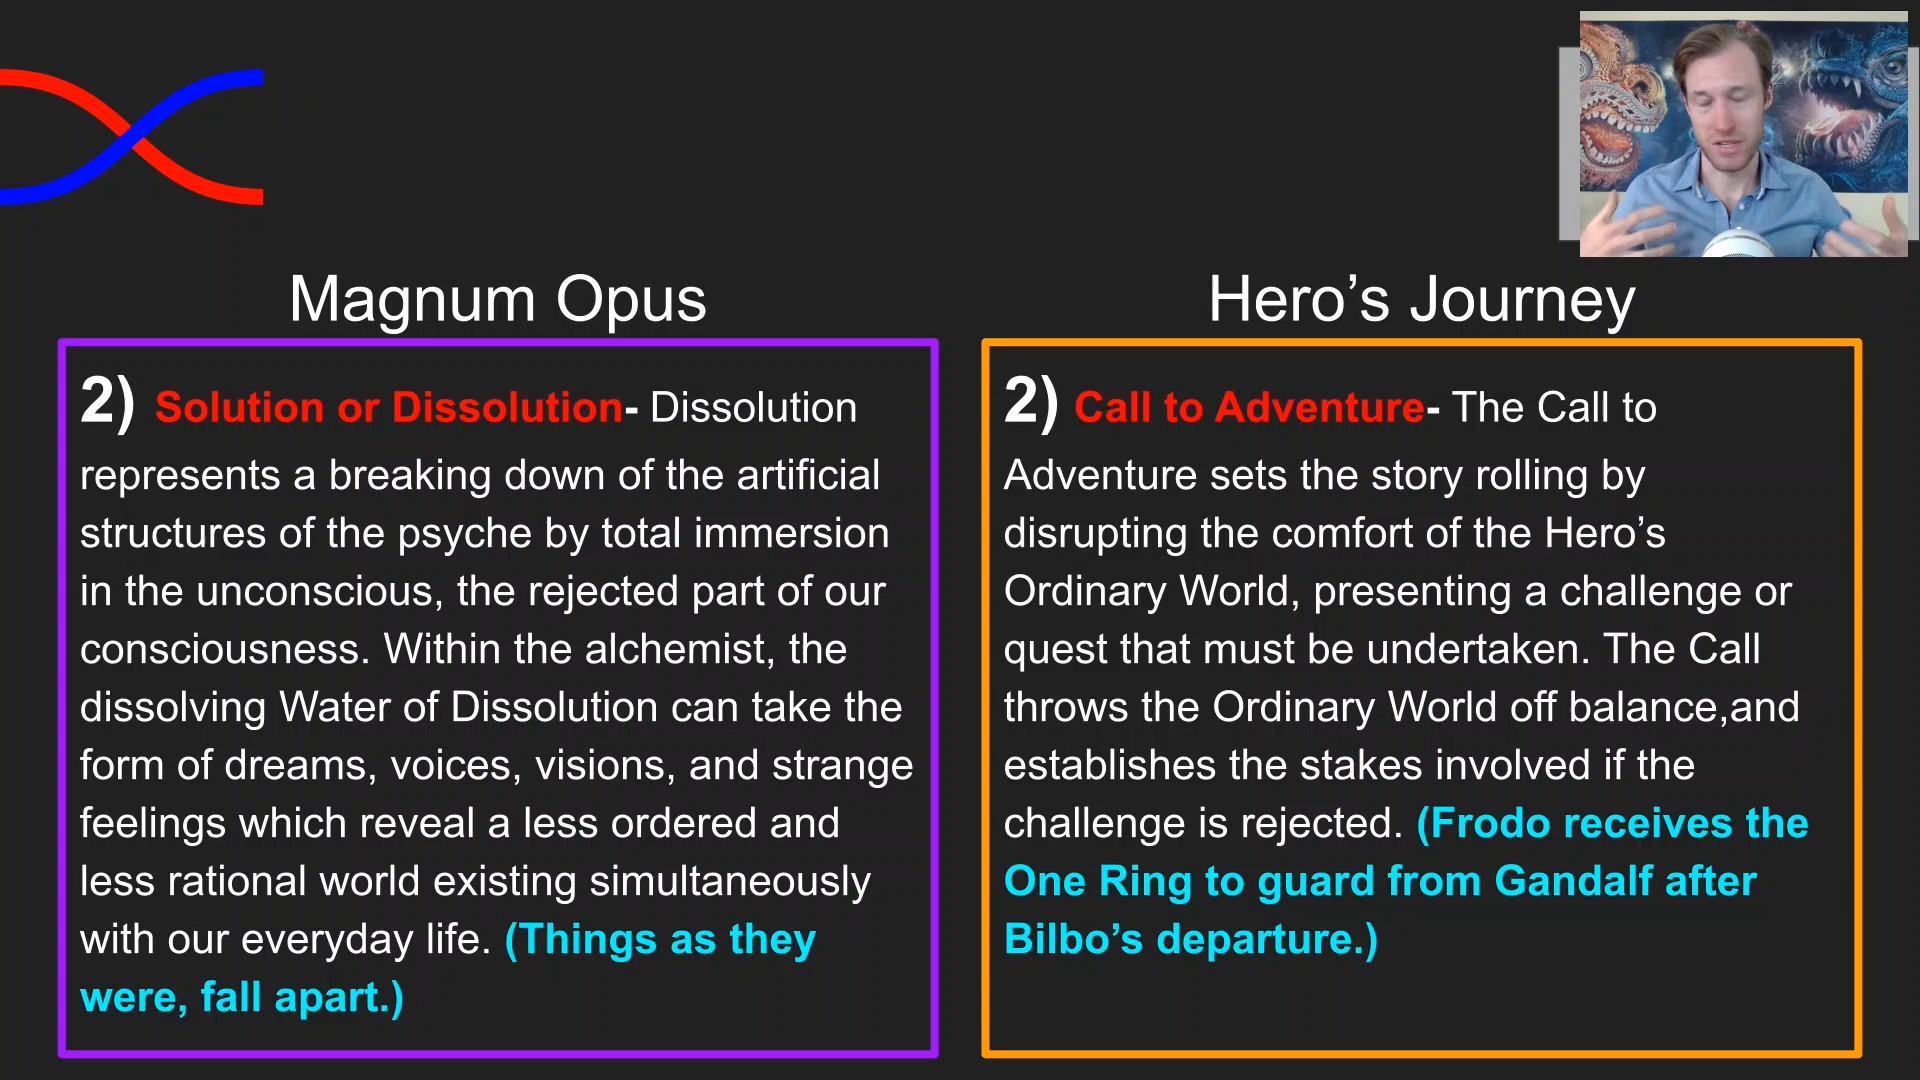 Magnum Opus
2) Solution or Dissolution- Dissolution
represents a breaking down of the artificial
structures of the psyche by total immersion
in the unconscious, the rejected part of our
consciousness. Within the alchemist, the
dissolving Water of Dissolution can take the
form of dreams, voices, visions, and strange
feelings which reveal a less ordered and
less rational world existing simultaneously
with our everyday life. (Things as they
were, fall apart.)
Hero’s Journey
2) Call to Adventure- The Call to
Adventure sets the story rolling by
disrupting the comfort of the Hero’s
Ordinary World, presenting a challenge or
quest that must be undertaken. The Call
throws the Ordinary World off balance,and
establishes the stakes involved if the
challenge is rejected. (Frodo receives the
One Ring to guard from Gandalf after
Bilbo’s departure.)